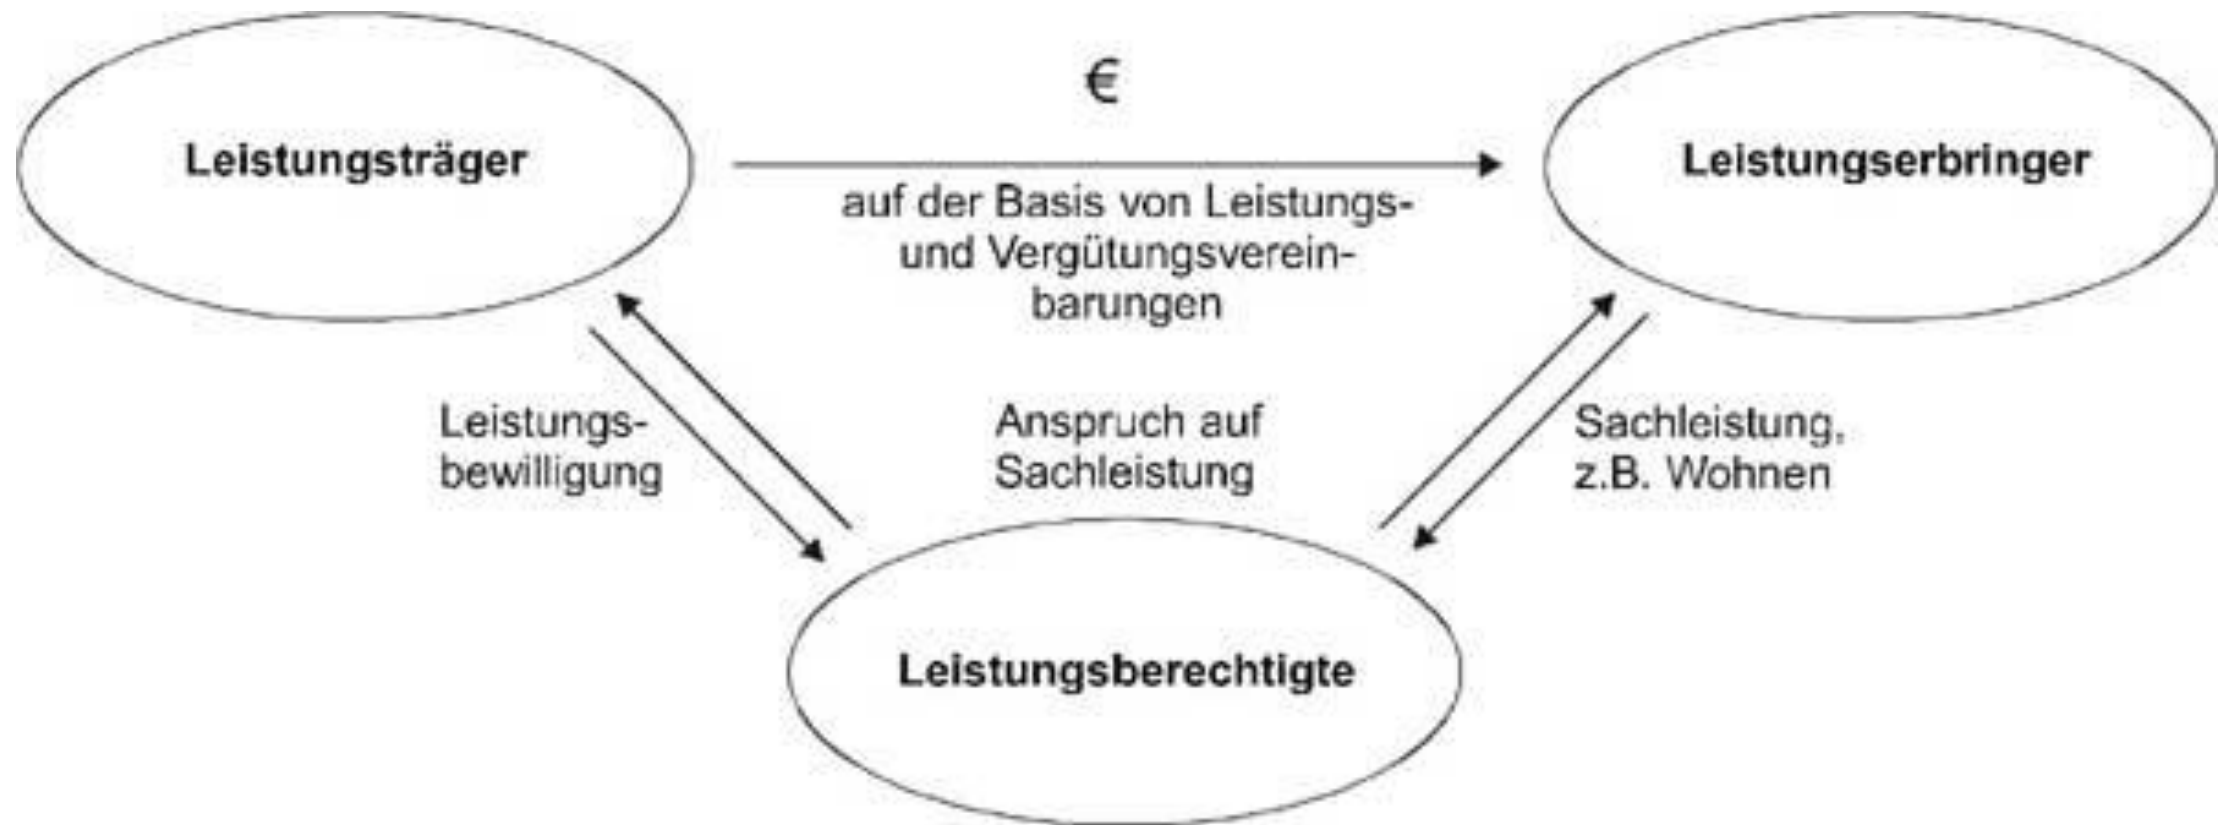 €
Leistungsträger
Leistungserbringer
auf der Basis von Leistungs-
und Vergütungsverein-
barungen
Leistungs-
bewilligung
Anspruch auf
Sachleistung
Sachleistung,
z.B. Wohnen
Leistungsberechtigte